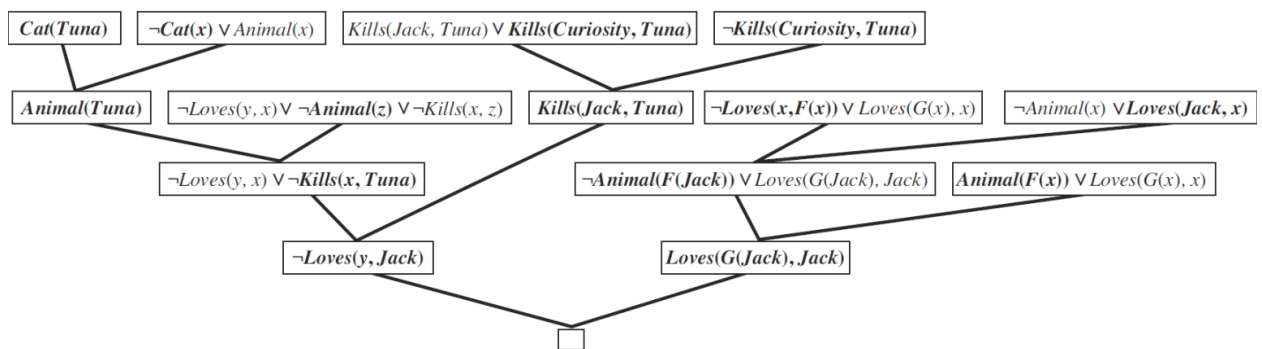 Cat(Tuna) ¬Cat(x) ∨ Animal(x) Kills(Jack, Tuna) ∨ Kills(Curiosity, Tuna) ¬Kills(Curiosity, Tuna)
Animal(Tuna) ¬Loves(y, x) ∨ ¬Animal(z) ∨ ¬Kills(x, z) Kills(Jack, Tuna) ¬Loves(x, F(x)) ∨ Loves(G(x), x) ¬Animal(x) ∨ Loves(Jack, x)
¬Loves(y, x) ∨ ¬Kills(x, Tuna) ¬Animal(F(Jack)) ∨ Loves(G(Jack), Jack) Animal(F(x)) ∨ Loves(G(x), x)
¬Loves(y, Jack) Loves(G(Jack), Jack)